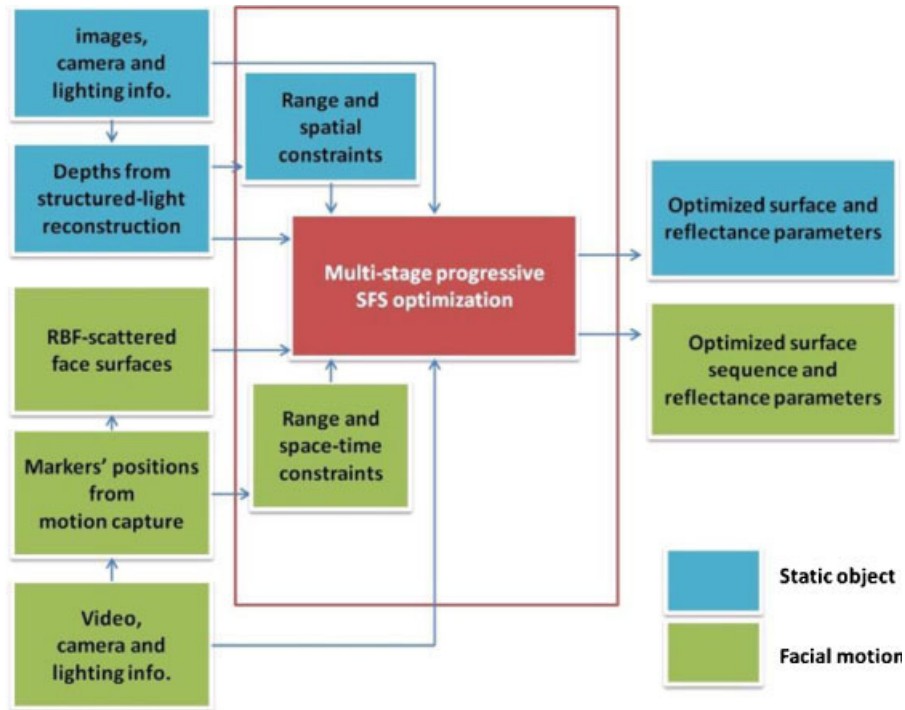 images,
camera and
lighting info.
Range and
spatial
constraints
Depths from
structured-light
reconstruction
Optimized surface and
reflectance parameters
Multi-stage progressive
SFS optimization
RBF-scattered
face surfaces
Optimized surface
sequence and
reflectance parameters
Range and
space-time
constraints
Markers' positions
from
motion capture
Video,
camera and
lighting info.
Static object
Facial motion